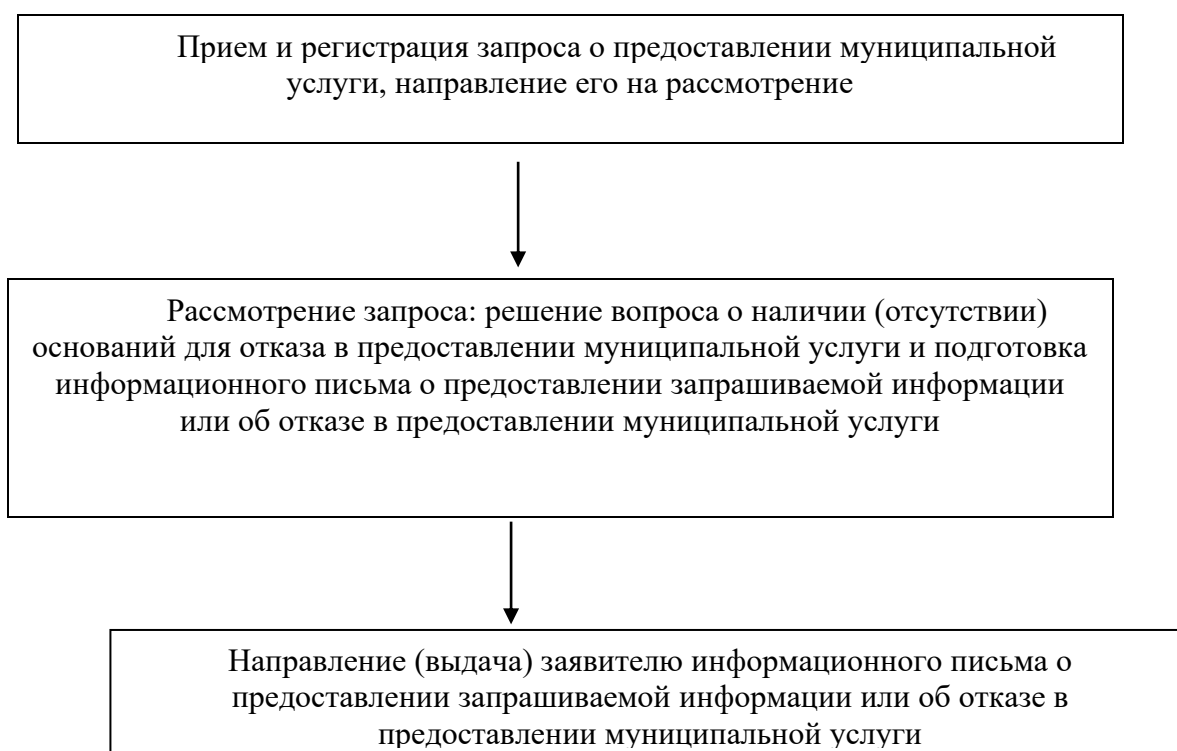 Прием и регистрация запроса о предоставлении муниципальной
услуги, направление его на рассмотрение
Рассмотрение запроса: решение вопроса о наличии (отсутствии)
оснований для отказа в предоставлении муниципальной услуги и подготовка
информационного письма о предоставлении запрашиваемой информации
или об отказе в предоставлении муниципальной услуги
Направление (выдача) заявителю информационного письма о
предоставлении запрашиваемой информации или об отказе в
предоставлении муниципальной услуги